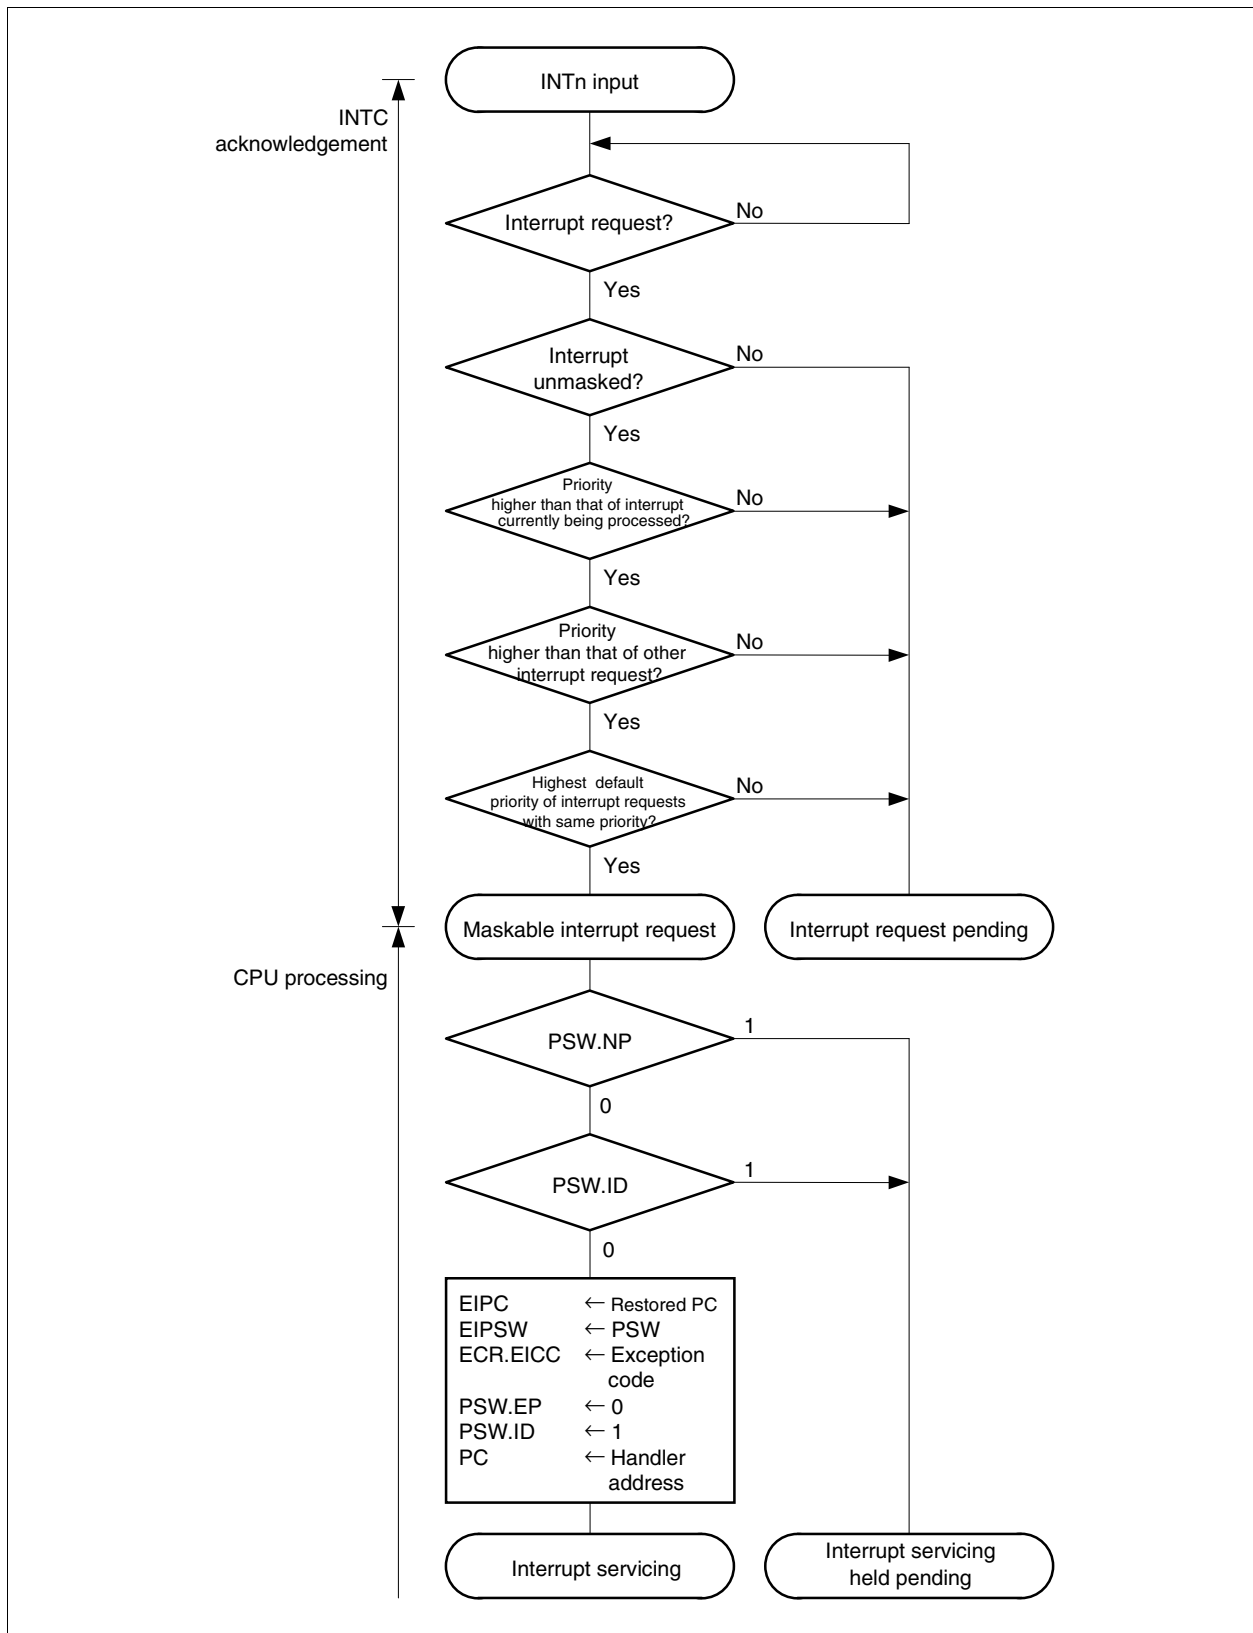 INTn input
INTC
acknowledgement
Interrupt request?
No
Yes
Interrupt
unmasked?
No
Yes
Priority
higher than that of interrupt
currently being processed?
No
Yes
Priority
higher than that of other
interrupt request?
No
Yes
Highest default
priority of interrupt requests
with same priority?
No
Yes
Maskable interrupt request
Interrupt request pending
CPU processing
PSW.NP
1
0
PSW.ID
1
0
EIPC ← Restored PC
EIPSW ← PSW
ECR.EICC ← Exception
code
PSW.EP ← 0
PSW.ID ← 1
PC ← Handler
address
Interrupt servicing
Interrupt servicing
held pending